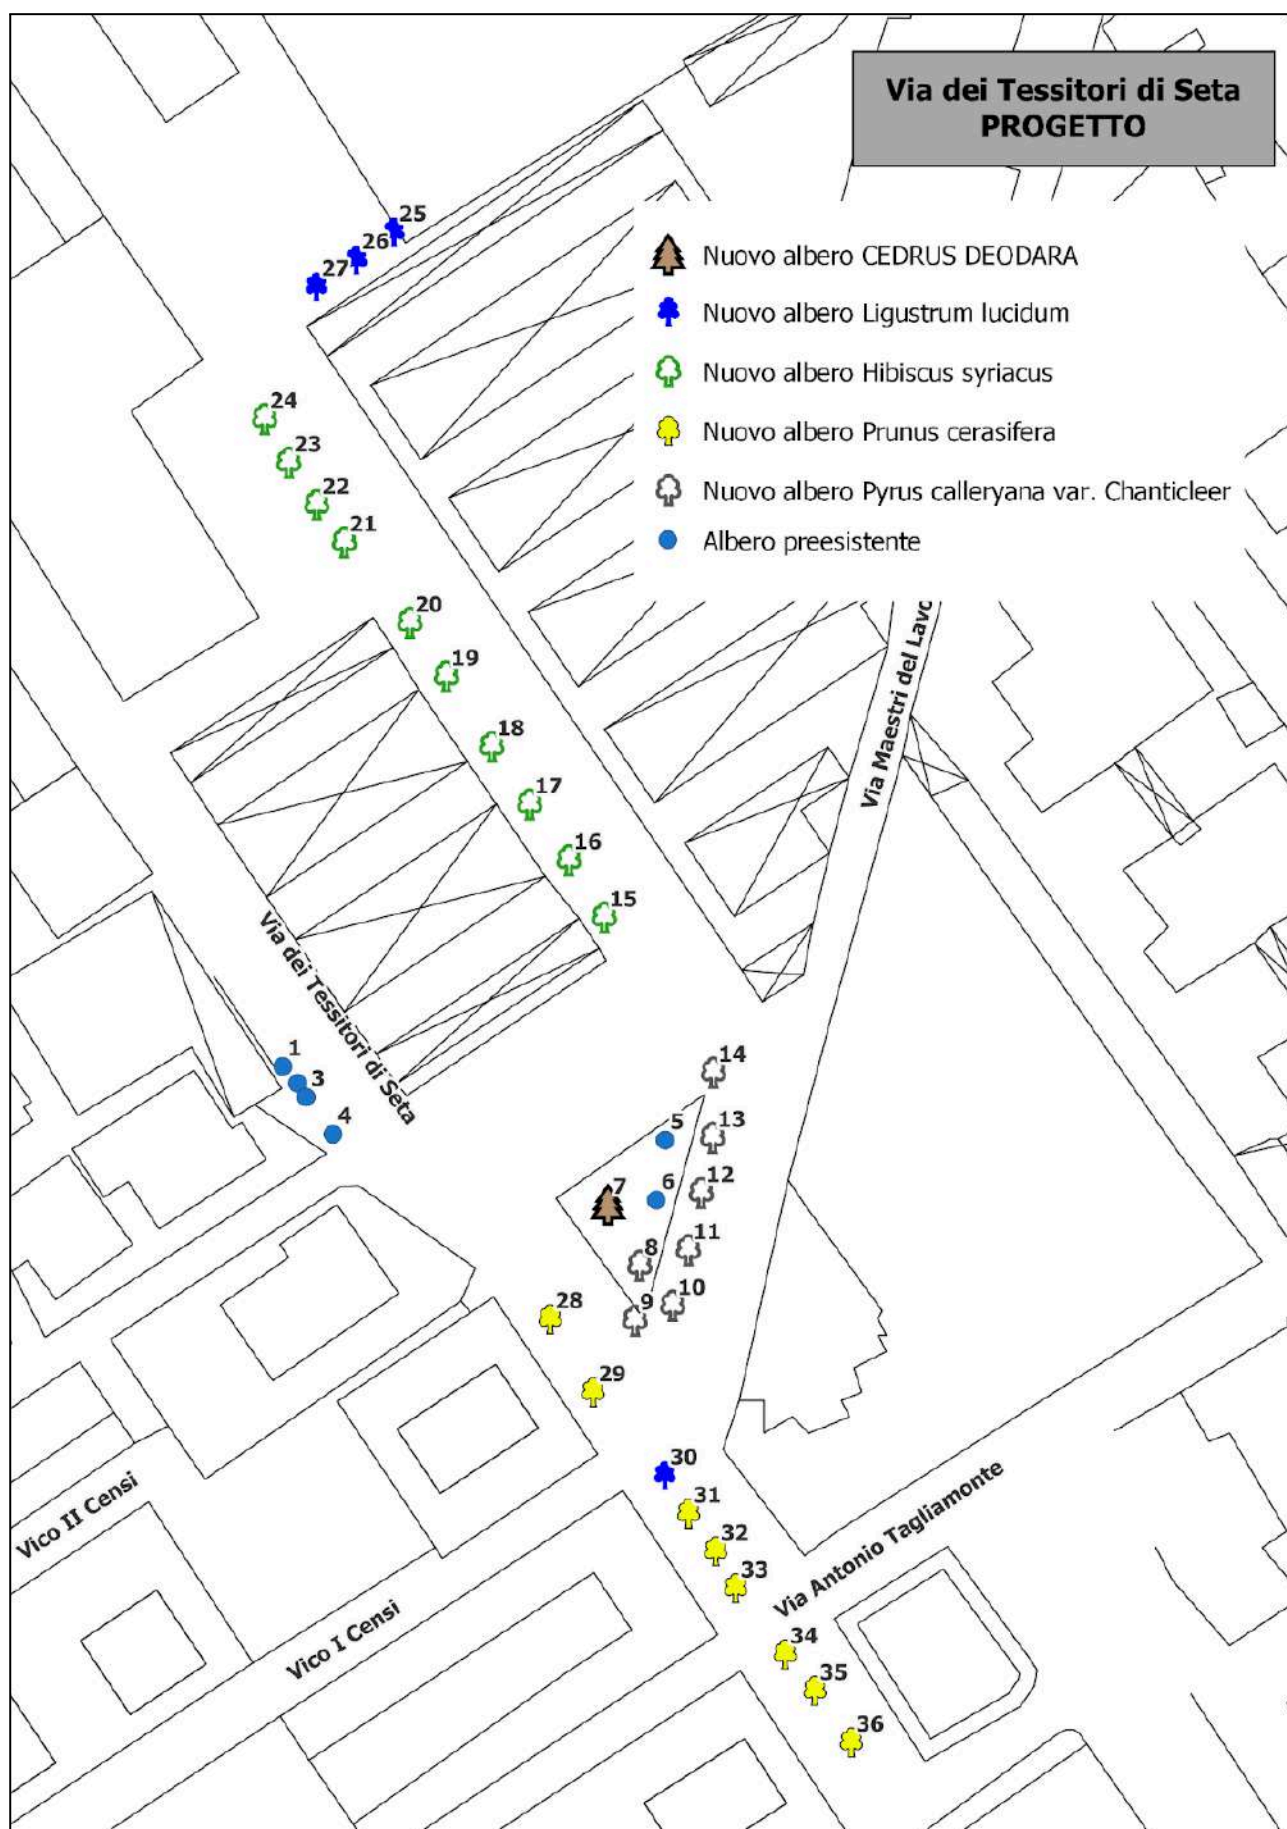 Via dei Tessitori di Seta
PROGETTO
25
26
27
Nuovo albero CEDRUS DEODARA
Nuovo albero Ligustrum lucidum
Nuovo albero Hibiscus syriacus
Nuovo albero Prunus cerasifera
Nuovo albero Pyrus calleryana var. Chanticleer
Albero preesistente
24
23
22
21
20
19
18
17
16
15
Via Maestri del Lavo
Via dei Tessitori di Seta
1
3
4
14
13
5
12
6
7
11
8
10
9
28
29
30
31
32
33
34
35
36
Vico II Censi
Vico I Censi
Via Antonio Tagliamonte